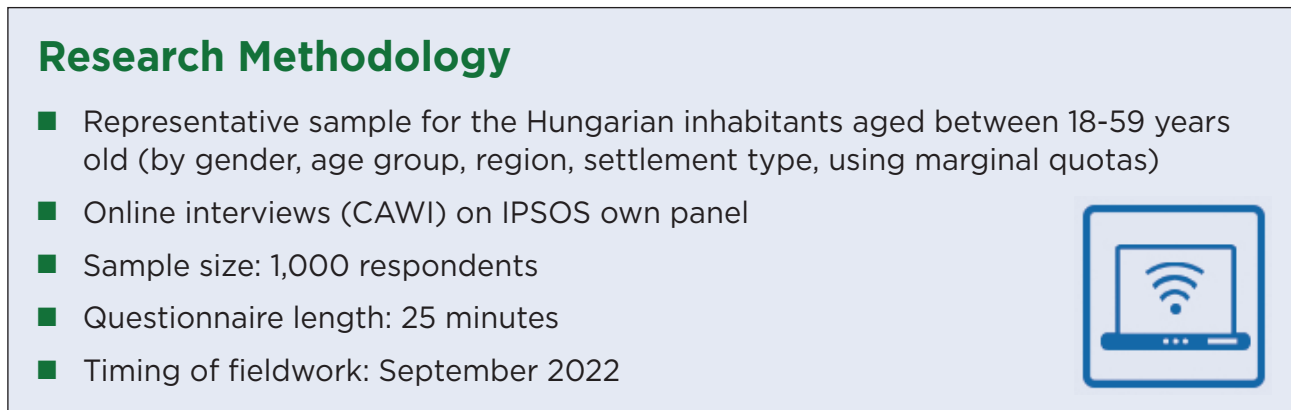 Research Methodology
■ Representative sample for the Hungarian inhabitants aged between 18-59 years
old (by gender, age group, region, settlement type, using marginal quotas)
■ Online interviews (CAWI) on IPSOS own panel
■ Sample size: 1,000 respondents
■ Questionnaire length: 25 minutes
■ Timing of fieldwork: September 2022